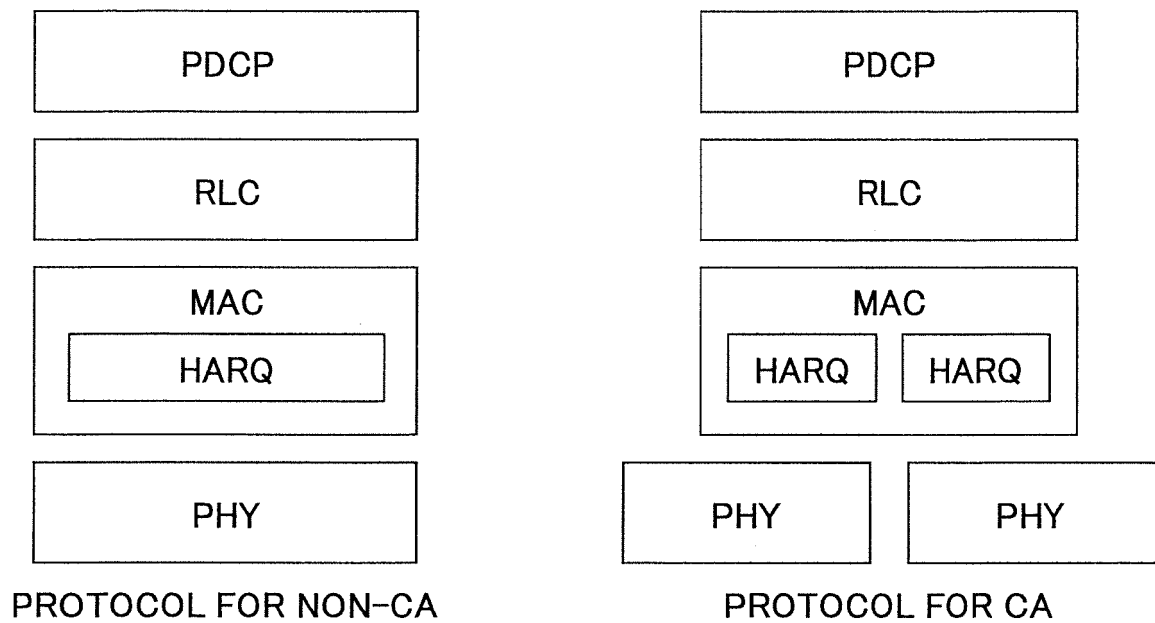 PDCP
RLC
MAC
HARQ
PHY
PROTOCOL FOR NON-CA
PDCP
RLC
MAC
HARQ HARQ
PHY PHY
PROTOCOL FOR CA